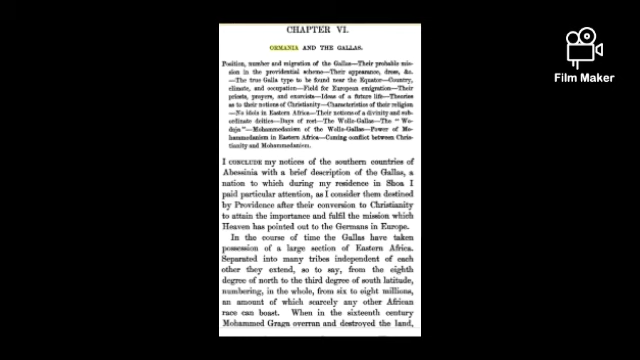 CHAPTER VI.
ORMANIA AND THE GALLAS.
Position, number and migration of the Gallas—Their probable mis-
sion in the providential scheme—Their appearance, dress, &c.
—The true Galla type to be found near the Equator—Country,
climate, and occupation—Field for European emigration—Their
priests, prayers, and exorcists—Ideas of a future life—Theories
as to their notions of Christianity—Characteristics of their religion
—No idols in Eastern Africa—Their notions of a divinity and sub-
ordinate deities—Days of rest—The Wolle-Gallas—The "Wo-
daja"—Mohammedanism of the Wolle-Gallas—Power of Mo-
hammedanism in Eastern Africa—Coming conflict between Chris-
tianity and Mohammedanism.
I CONCLUDE my notices of the southern countries of
Abessinia with a brief description of the Gallas, a
nation to which during my residence in Shoa I
paid particular attention, as I consider them destined
by Providence after their conversion to Christianity
to attain the importance and fulfil the mission which
Heaven has pointed out to the Germans in Europe.
In the course of time the Gallas have taken
possession of a large section of Eastern Africa.
Separated into many tribes independent of each
other they extend, so to say, from the eighth
degree of north to the third degree of south latitude,
numbering, in the whole, from six to eight millions,
an amount of which scarcely any other African
race can boast. When in the sixteenth century
Mohammed Graga overran and destroyed the land,
Film Maker